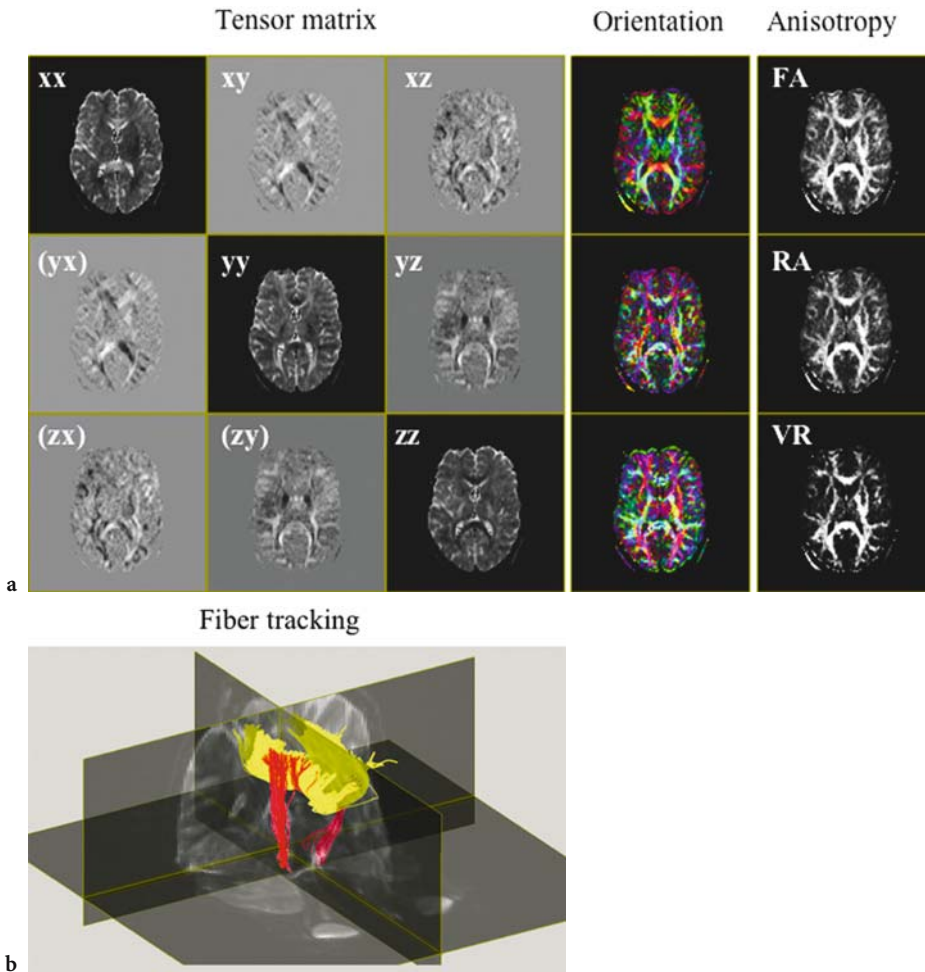 Tensor matrix
Orientation
Anisotropy
xx
xy
xz
FA
(yx)
yy
yz
RA
(zx)
(zy)
zz
VR
a
Fiber tracking
b